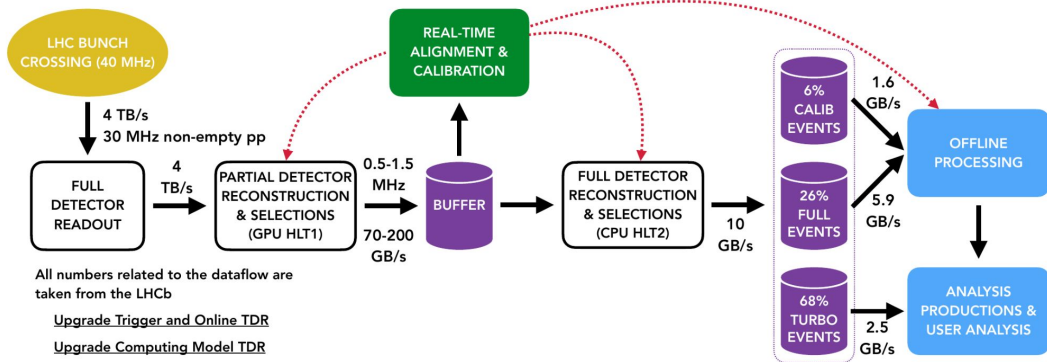 LHC BUNCH
CROSSING (40 MHz)
4 TB/s
30 MHz non-empty pp
FULL
DETECTOR
READOUT
4
TB/s
PARTIAL DETECTOR
RECONSTRUCTION
& SELECTIONS
(GPU HLT1)
0.5-1.5
MHz
70-200
GB/s
REAL-TIME
ALIGNMENT &
CALIBRATION
BUFFER
FULL DETECTOR
RECONSTRUCTION
& SELECTIONS
(CPU HLT2)
10
GB/s
6%
CALIB
EVENTS
26%
FULL
EVENTS
68%
TURBO
EVENTS
1.6
GB/s
5.9
GB/s
2.5
GB/s
OFFLINE
PROCESSING
ANALYSIS
PRODUCTIONS &
USER ANALYSIS
All numbers related to the dataflow are
taken from the LHCb
Upgrade Trigger and Online TDR
Upgrade Computing Model TDR